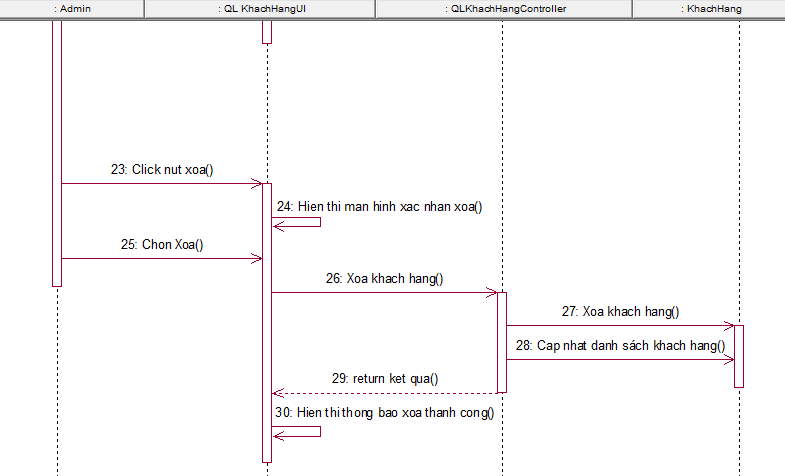 : Admin
: QL KhachHangUI
: QLKhachHangController
: KhachHang
23: Click nut xoa()
24: Hien thi man hinh xac nhan xoa()
25: Chon Xoa()
26: Xoa khach hang()
27: Xoa khach hang()
28: Cap nhat danh sách khach hang()
29: return ket qua()
30: Hien thi thong bao xoa thanh cong()